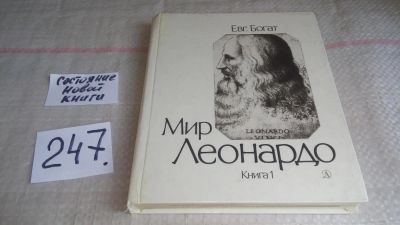 состояние
новой
книги
247.
Евг. Богат
LEONARDO
Мир
Леонардо
Книга 1